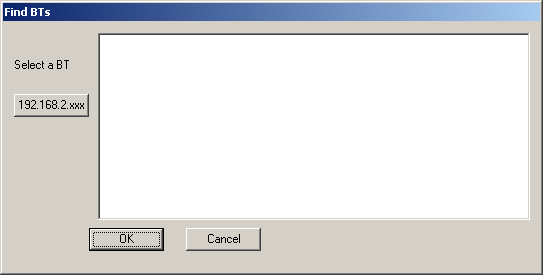 Find BTs
Select a BT
192.168.2.xxx
OK
Cancel